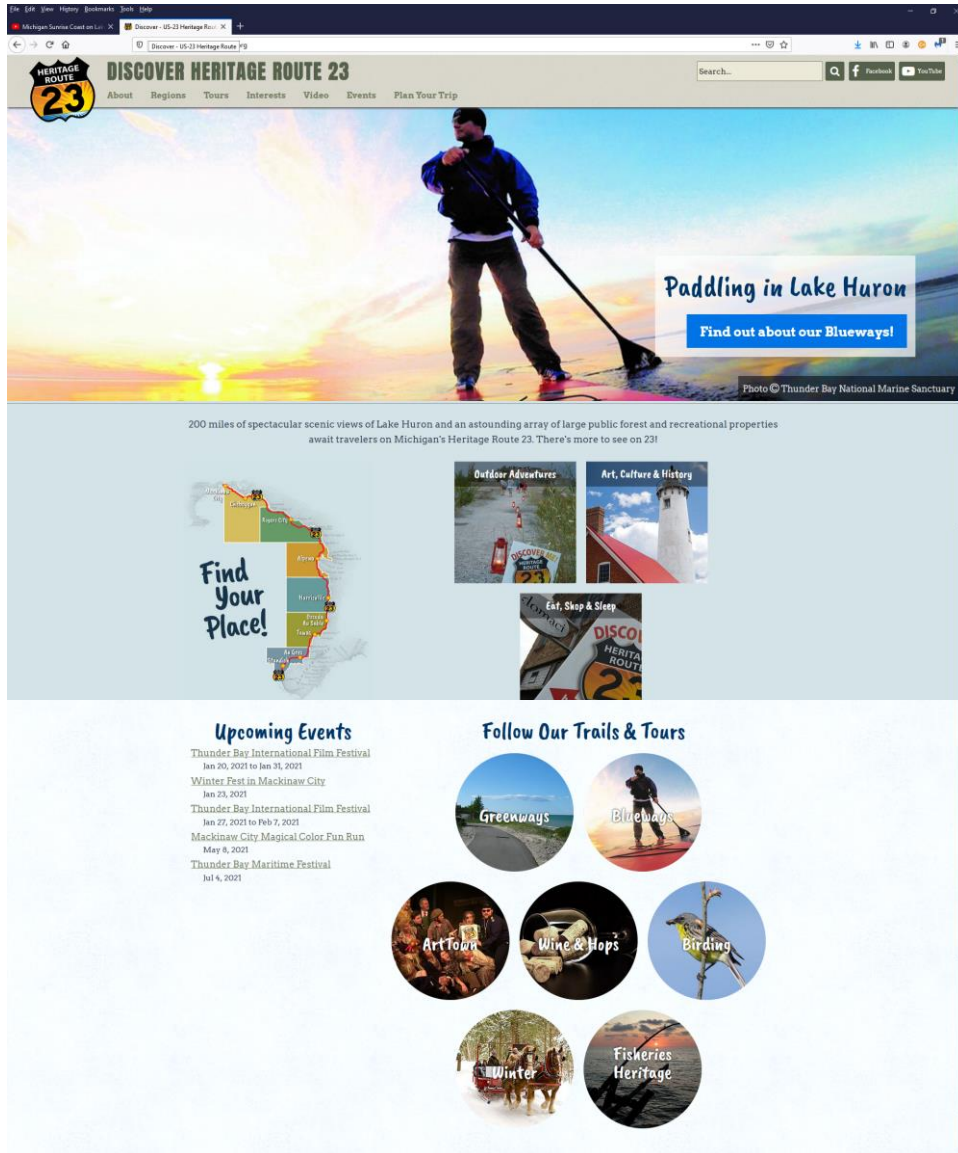 File Edit View History Bookmarks Tools Help
Michigan Sunrise Coast on
Discover - US-23 Heritage
Discover - US-23 Heritage Route
HERITAGE
ROUTE
23
DISCOVER HERITAGE ROUTE 23
Search...
Facebook
YouTube
About Regions Tours Interests Video Events Plan Your Trip
Paddling in Lake Huron
Find out about our Blueways!
Photo © Thunder Bay National Marine Sanctuary
200 miles of spectacular scenic views of Lake Huron and an astounding array of large public forest and recreational properties
await travelers on Michigan's Heritage Route 23. There's more to see on 23!
Find
Your
Place!
Cheboygan
Rogers City
Alpena
Harrisville
Oscoda
Au Sable
Tawas
Au Gres
Outdoor Adventures
DISCOVER
HERITAGE
ROUTE
23
Art, Culture & History
Eat, Shop & Sleep
DISCO
HERITA
ROUT
23
Upcoming Events
Thunder Bay International Film Festival
Jan 20, 2021 to Jan 31, 2021
Winter Fest in Mackinaw City
Jan 23, 2021
Thunder Bay International Film Festival
Jan 27, 2021 to Feb 7, 2021
Mackinaw City Magical Color Fun Run
May 8, 2021
Thunder Bay Maritime Festival
Jul 4, 2021
Follow Our Trails & Tours
Greenways
Blueways
ArtTown
Wine & Hops
Birding
Winter
Fisheries
Heritage